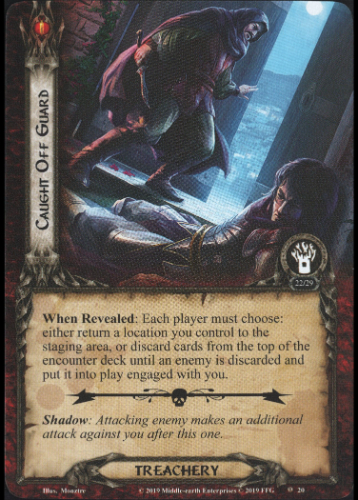 Caught Off Guard
22/29
When Revealed: Each player must choose:
either return a location you control to the
staging area, or discard cards from the top of the
encounter deck until an enemy is discarded and
put it into play engaged with you.
Shadow: Attacking enemy makes an additional
attack against you after this one.
TREACHERY
© 2019 Middle-earth Enterprises © 2019 FFG
20